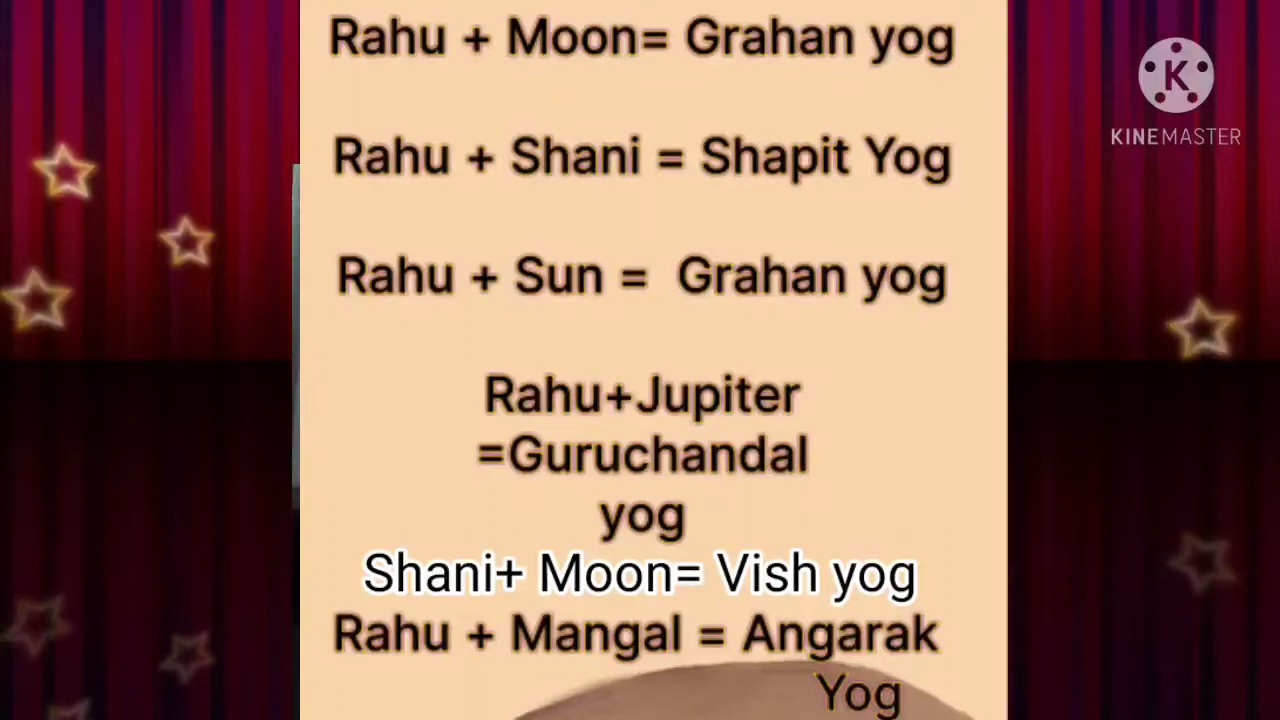 Rahu + Moon= Grahan yog
K
KINEMASTER
Rahu + Shani = Shapit Yog
Rahu + Sun = Grahan yog
Rahu+Jupiter
=Guruchandal
yog
Shani+ Moon= Vish yog
Rahu + Mangal = Angarak
Yog